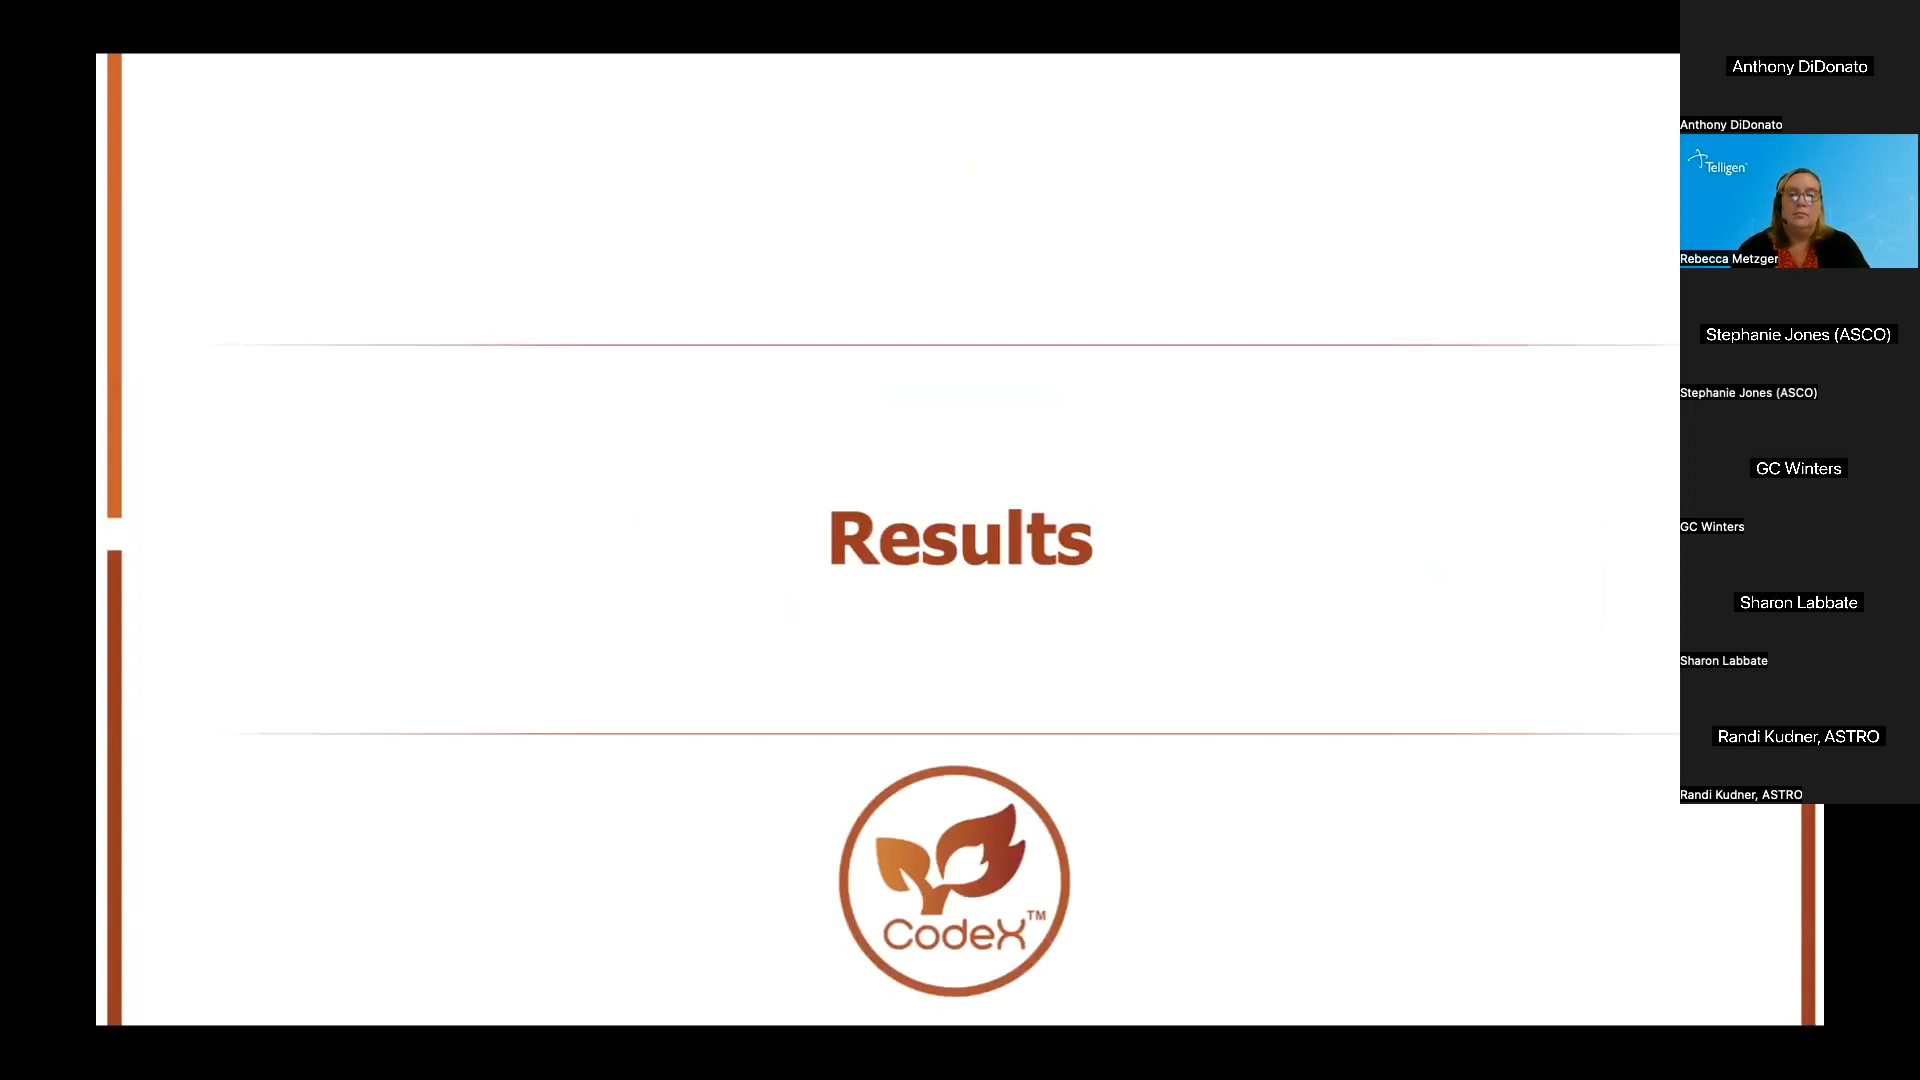 Results
CodeX™
Anthony DiDonato
Anthony DiDonato
Telligen
Rebecca Metzger
Stephanie Jones (ASCO)
Stephanie Jones (ASCO)
GC Winters
GC Winters
Sharon Labbate
Sharon Labbate
Randi Kudner, ASTRO
Randi Kudner, ASTRO